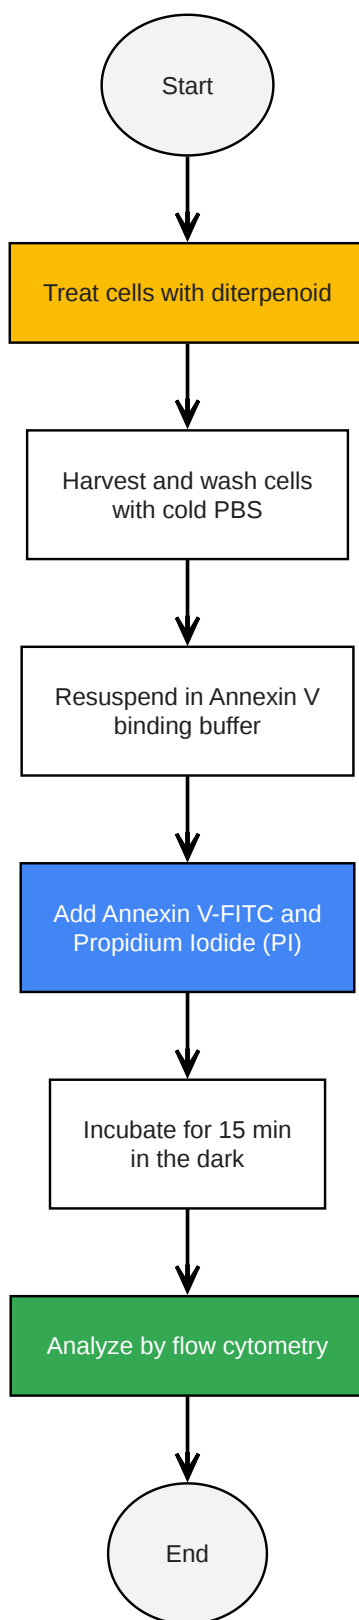 Start
Treat cells with diterpenoid
Harvest and wash cells
with cold PBS
Resuspend in Annexin V
binding buffer
Add Annexin V-FITC and
Propidium Iodide (PI)
Incubate for 15 min
in the dark
Analyze by flow cytometry
End